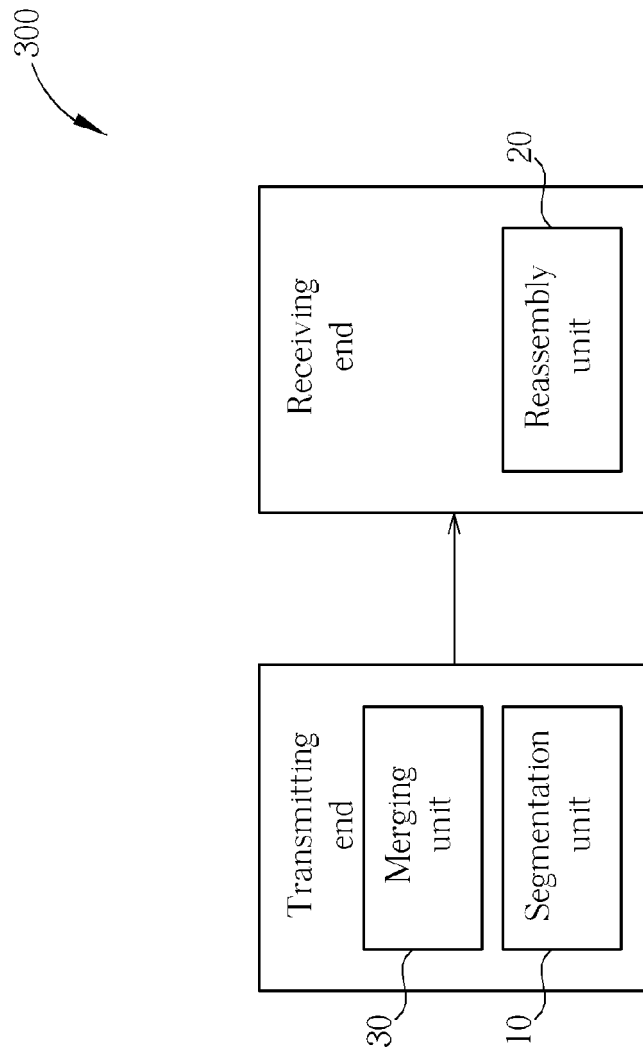 300
Transmitting
end
30
Merging
unit
10
Segmentation
unit
Receiving
end
20
Reassembly
unit